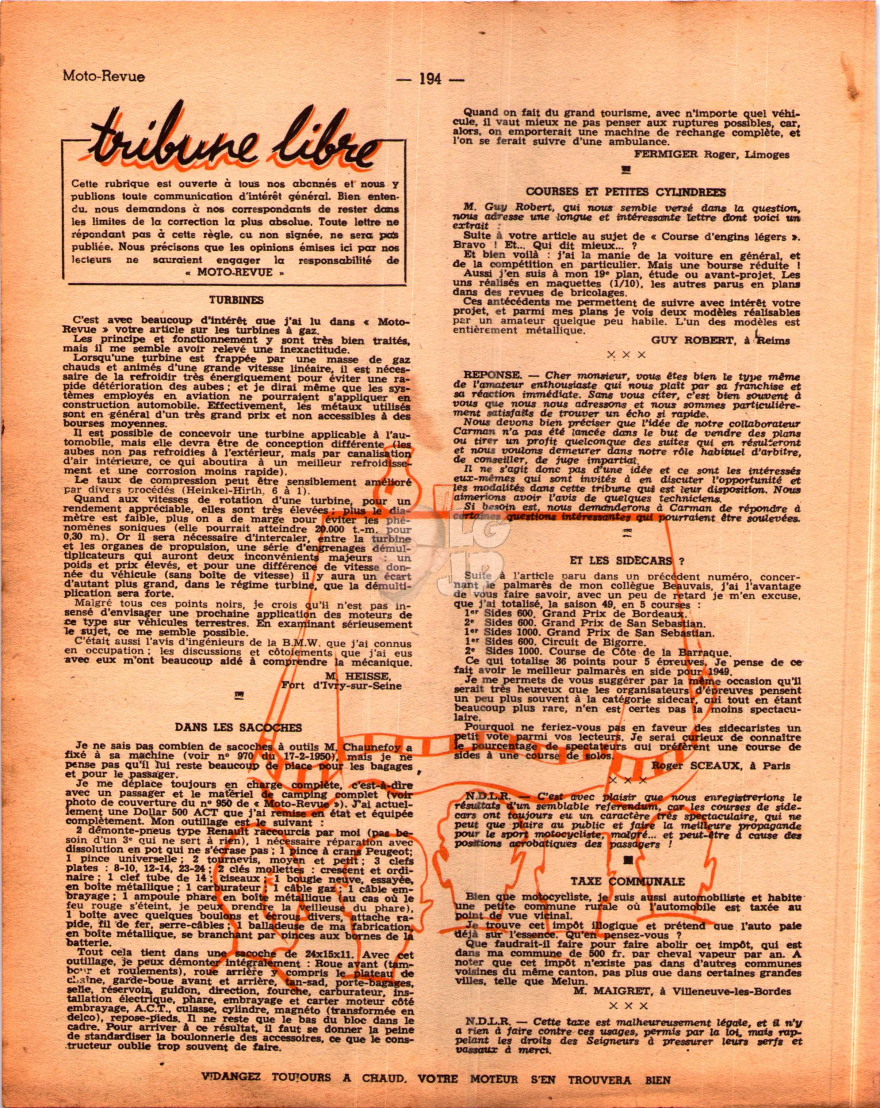 Moto-Revue
— 194 —
tribune libre
Cette rubrique est ouverte à tous nos abonnés et nous y
publions toute communication d'intérêt général. Bien enten-
du, nous demandons à nos correspondants de rester dans
les limites de la correction la plus absolue. Toute lettre ne
répondant pas à cette règle, ou non signée, ne sera pas
publiée. Nous précisons que les opinions émises ici par nos
lecteurs ne sauraient engager la responsabilité de
« MOTO-REVUE »
TURBINES
C'est avec beaucoup d'intérêt que j'ai lu dans « Moto-
Revue » votre article sur les turbines à gaz.
Les principe et fonctionnement y sont très bien traités,
mais il me semble avoir relevé une inexactitude.
Lorsqu'une turbine est frappée par une masse de gaz
chauds et animés d'une grande vitesse linéaire, il est néces-
saire de la refroidir très énergiquement pour éviter une ra-
pide détérioration des aubes ; et je dirai même que les sys-
tèmes employés en aviation ne pourraient s'appliquer en
construction automobile. Effectivement, les métaux utilisés
sont en général d'un très grand prix et non accessibles à des
bourses moyennes.
Il est possible de concevoir une turbine applicable à l'au-
tomobile, mais elle devra être de conception différente (les
aubes non pas refroidies à l'extérieur, mais par canalisation
d'air intérieure, ce qui aboutira à un meilleur refroidisse-
ment et une corrosion moins rapide).
Le taux de compression peut être sensiblement amélioré
par divers procédés (Heinkel-Hirth, 6 à 1).
Quand aux vitesses de rotation d'une turbine, pour un
rendement appréciable, elles sont très élevées ; plus le dia-
mètre est faible, plus on a de marge pour éviter les phé-
nomènes soniques (elle pourrait atteindre 20.000 t.-m. pour
0,30 m). Or il sera nécessaire d'intercaler, entre la turbine
et les organes de propulsion, une série d'engrenages démul-
tiplicateurs qui auront deux inconvénients majeurs : un
poids et prix élevés, et pour une différence de vitesse don-
née du véhicule (sans boîte de vitesse) il y aura un écart
d'autant plus grand, dans le régime turbine, que la démulti-
plication sera forte.
Malgré tous ces points noirs, je crois qu'il n'est pas in-
sensé d'envisager une prochaine application des moteurs de
ce type sur véhicules terrestres. En examinant sérieusement
le sujet, ce me semble possible.
C'était aussi l'avis d'ingénieurs de la B.M.W. que j'ai connus
en occupation ; les discussions et côtoiements que j'ai eus
avec eux m'ont beaucoup aidé à comprendre la mécanique.
M. HEISSE,
Fort d'Ivry-sur-Seine
DANS LES SACOCHES
Je ne sais pas combien de sacoches à outils M. Chaunefoy a
fixé à sa machine (voir n° 970 du 17-2-1950), mais je ne
pense pas qu'il lui reste beaucoup de place pour les bagages
et pour le passager.
Je me déplace toujours en charge complète, c'est-à-dire
avec un passager et le matériel de camping complet (voir
photo de couverture du n° 950 de « Moto-Revue »). J'ai actuel-
lement une Dollar 500 ACT que j'ai remise en état et équipée
complètement. Mon outillage est le suivant :
2 démonte-pneus type Renault raccourcis par moi (pas be-
soin d'un 3e qui ne sert à rien), 1 nécessaire réparation avec
dissolution en pot qui ne s'écrase pas ; 1 pince à crans Peugeot;
1 pince universelle ; 2 tournevis, moyen et petit ; 3 clefs
plates : 8-10, 12-14, 23-24 ; 2 clés mollettes : cresent et ordi-
naire ; 1 clef tube de 14 ; ciseaux ; 1 bougie neuve, essayée,
en boîte métallique ; 1 carburateur 1 câble gaz ; 1 câble em-
brayage ; 1 ampoule phare en boîte métallique (au cas où le
feu rouge s'éteint, je peux prendre la veilleuse du phare),
1 boîte avec quelques boulons et écrous divers, attache ra-
pide, fil de fer, serre-câbles ; 1 balladeuse de ma fabrication
en boîte métallique, se branchant par pinces aux bornes de la
batterie.
Tout cela tient dans une sacoche de 24x15x11. Avec cet
outillage, je peux démonter intégralement : Roue avant (tam-
bour et roulements), roue arrière y compris le plateau de
chaîne, garde-boue avant et arrière, tan-sad, porte-bagages,
selle, réservoir, guidon, direction, fourche, carburateur, ins-
tallation électrique, phare, embrayage et carter moteur côté
embrayage, A.C.T., culasse, cylindre, magnéto (transformée en
delco), repose-pieds. Il ne reste que le bas du bloc dans le
cadre. Pour arriver à ce résultat, il faut se donner la peine
de standardiser la boulonnerie des accessoires, ce que le cons-
tructeur oublie trop souvent de faire.
Quand on fait du grand tourisme, avec n'importe quel véhi-
cule, il vaut mieux ne pas penser aux ruptures possibles, car,
alors, on emporterait une machine de rechange complète, et
l'on se ferait suivre d'une ambulance.
FERMIGER Roger, Limoges
COURSES ET PETITES CYLINDREES
M. Guy Robert, qui nous semble versé dans la question,
nous adresse une longue et intéressante lettre dont voici un
extrait :
Suite à votre article au sujet de « Course d'engins légers ».
Bravo ! Et... Qui dit mieux... ?
Et bien voilà : j'ai la manie de la voiture en général, et
de la compétition en particulier. Mais une bourse réduite !
Aussi j'en suis à mon 19e plan, étude ou avant-projet. Les
uns réalisés en maquettes (1/10), les autres parus en plans
dans des revues de bricolages.
Ces antécédents me permettent de suivre avec intérêt votre
projet, et parmi mes plans je vois deux modèles réalisables
par un amateur quelque peu habile. L'un des modèles est
entièrement métallique.
GUY ROBERT, à Reims
× × ×
REPONSE. — Cher monsieur, vous êtes bien le type même
de l'amateur enthousiaste qui nous plaît par sa franchise et
sa réaction immédiate. Sans vous citer, c'est bien souvent à
vous que nous nous adressons et nous sommes particulière-
ment satisfaits de trouver un écho si rapide.
Nous devons bien préciser que l'idée de notre collaborateur
Carman n'a pas été lancée dans le but de vendre des plans
ou tirer un profit quelconque des suites qui en résulteront
et nous voulons demeurer dans notre rôle habituel d'arbitre,
de conseiller, de juge impartial.
Il ne s'agit donc pas d'une idée et ce sont les intéressés
eux-mêmes qui sont invités à en discuter l'opportunité et
les modalités dans cette tribune qui est leur disposition. Nous
aimerions avoir l'avis de quelques techniciens.
Si besoin est, nous demanderons à Carman de répondre à
certaines questions intéressantes qui pourraient être soulevées.
LG
JR
ET LES SIDECARS ?
Suite à l'article paru dans un précédent numéro, concer-
nant le palmarès de mon collègue Beauvais, j'ai l'avantage
de vous faire savoir, avec un peu de retard je m'en excuse,
que j'ai totalisé, la saison 49, en 5 courses :
1er Sides 600, Grand Prix de Bordeaux.
2e Sides 600. Grand Prix de San Sebastian.
1er Sides 1000. Grand Prix de San Sebastian.
1er Sides 600. Circuit de Bigorre.
2e Sides 1000. Course de Côte de la Barraque.
Ce qui totalise 36 points pour 5 épreuves. Je pense de ce
fait avoir le meilleur palmarès en side pour 1949.
Je me permets de vous suggérer par la même occasion qu'il
serait très heureux que les organisateurs d'épreuves pensent
un peu plus souvent à la catégorie sidecar, qui tout en étant
beaucoup plus rare, n'en est certes pas la moins spectacu-
laire.
Pourquoi ne feriez-vous pas en faveur des sidecaristes un
petit vote parmi vos lecteurs. Je serai curieux de connaître
le pourcentage de spectateurs qui préfèrent une course de
sides à une course de solos.
Roger SCEAUX, à Paris
× × ×
N.D.L.R. — C'est avec plaisir que nous enregistrerions le
résultats d'un semblable referendum, car les courses de side-
cars ont toujours eu un caractère très spectaculaire, qui ne
peut que plaire au public et faire la meilleure propagande
pour le sport motocycliste, malgré... et peut-être à cause des
positions acrobatiques des passagers !
TAXE COMMUNALE
Bien que motocycliste, je suis aussi automobiliste et habite
une petite commune rurale où l'automobile est taxée au
point de vue vicinal.
Je trouve cet impôt illogique et prétend que l'auto paie
déjà sur l'essence. Qu'en pensez-vous ?
Que faudrait-il faire pour faire abolir cet impôt, qui est
dans ma commune de 500 fr. par cheval vapeur par an. A
noter que cet impôt n'existe pas dans d'autres communes
voisines du même canton, pas plus que dans certaines grandes
villes, telle que Melun.
M. MAIGRET, à Villeneuve-les-Bordes
× × ×
N.D.L.R. — Cette taxe est malheureusement légale, et il n'y
a rien à faire contre ces usages, permis par la loi, mais rap-
pelant les droits des Seigneurs à pressurer leurs serfs et
vassaux à merci.
VIDANGEZ TOUJOURS A CHAUD, VOTRE MOTEUR S'EN TROUVERA BIEN